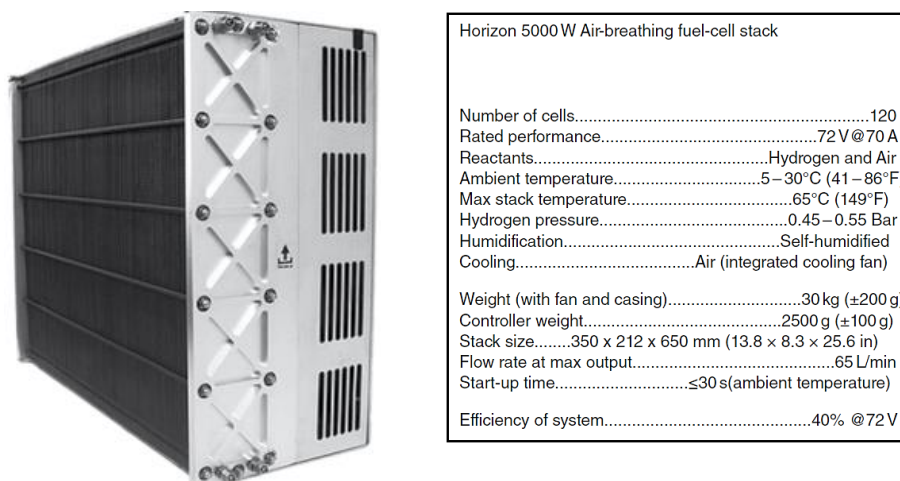 Horizon 5000 W Air-breathing fuel-cell stack
Number of cells......................................................120
Rated performance........................................72 V @ 70 A
Reactants...........................................Hydrogen and Air
Ambient temperature...........................5–30°C (41–86°F)
Max stack temperature..............................65°C (149°F)
Hydrogen pressure...................................0.45–0.55 Bar
Humidification........................................Self-humidified
Cooling.................................Air (integrated cooling fan)
Weight (with fan and casing)........................30 kg (±200 g)
Controller weight....................................2500 g (±100 g)
Stack size.......350 x 212 x 650 mm (13.8 × 8.3 × 25.6 in)
Flow rate at max output.....................................65 L/min
Start-up time.........................≤30 s(ambient temperature)
Efficiency of system......................................40% @72 V